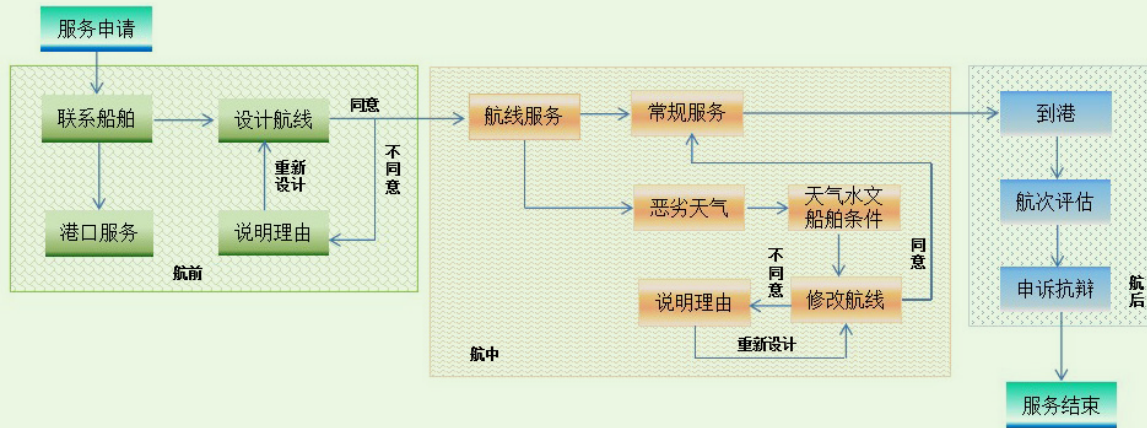 服务申请
联系船舶
设计航线
同意
不同意
重新
设计
港口服务
说明理由
航前
航线服务
常规服务
恶劣天气
天气水文
船舶条件
同意
不同意
说明理由
修改航线
重新设计
航中
到港
航次评估
申诉抗辩
航后
服务结束